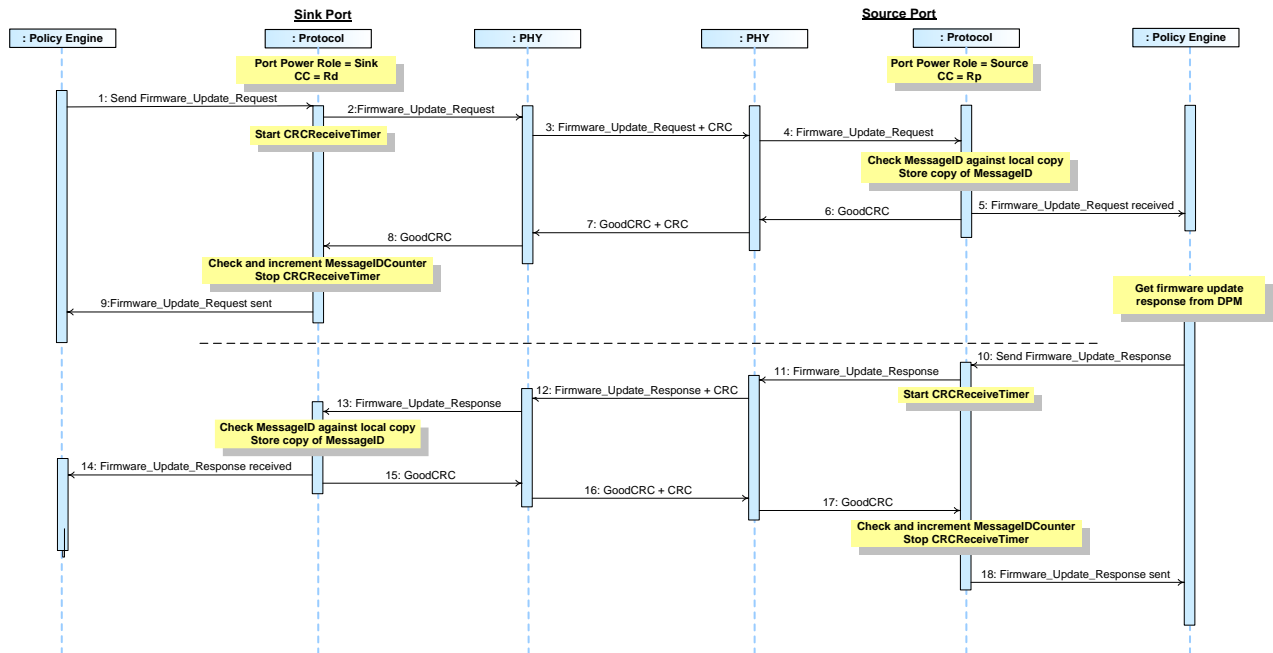 Sink Port
Source Port
: Policy Engine
: Protocol
: PHY
: PHY
: Protocol
: Policy Engine
Port Power Role = Sink
CC = Rd
Port Power Role = Source
CC = Rp
1: Send Firmware_Update_Request
2:Firmware_Update_Request
Start CRCReceiveTimer
3: Firmware_Update_Request + CRC
4: Firmware_Update_Request
Check MessageID against local copy
Store copy of MessageID
5: Firmware_Update_Request received
6: GoodCRC
7: GoodCRC + CRC
8: GoodCRC
Check and increment MessageIDCounter
Stop CRCReceiveTimer
9:Firmware_Update_Request sent
Get firmware update
response from DPM
10: Send Firmware_Update_Response
11: Firmware_Update_Response
Start CRCReceiveTimer
12: Firmware_Update_Response + CRC
13: Firmware_Update_Response
Check MessageID against local copy
Store copy of MessageID
14: Firmware_Update_Response received
15: GoodCRC
16: GoodCRC + CRC
17: GoodCRC
Check and increment MessageIDCounter
Stop CRCReceiveTimer
18: Firmware_Update_Response sent